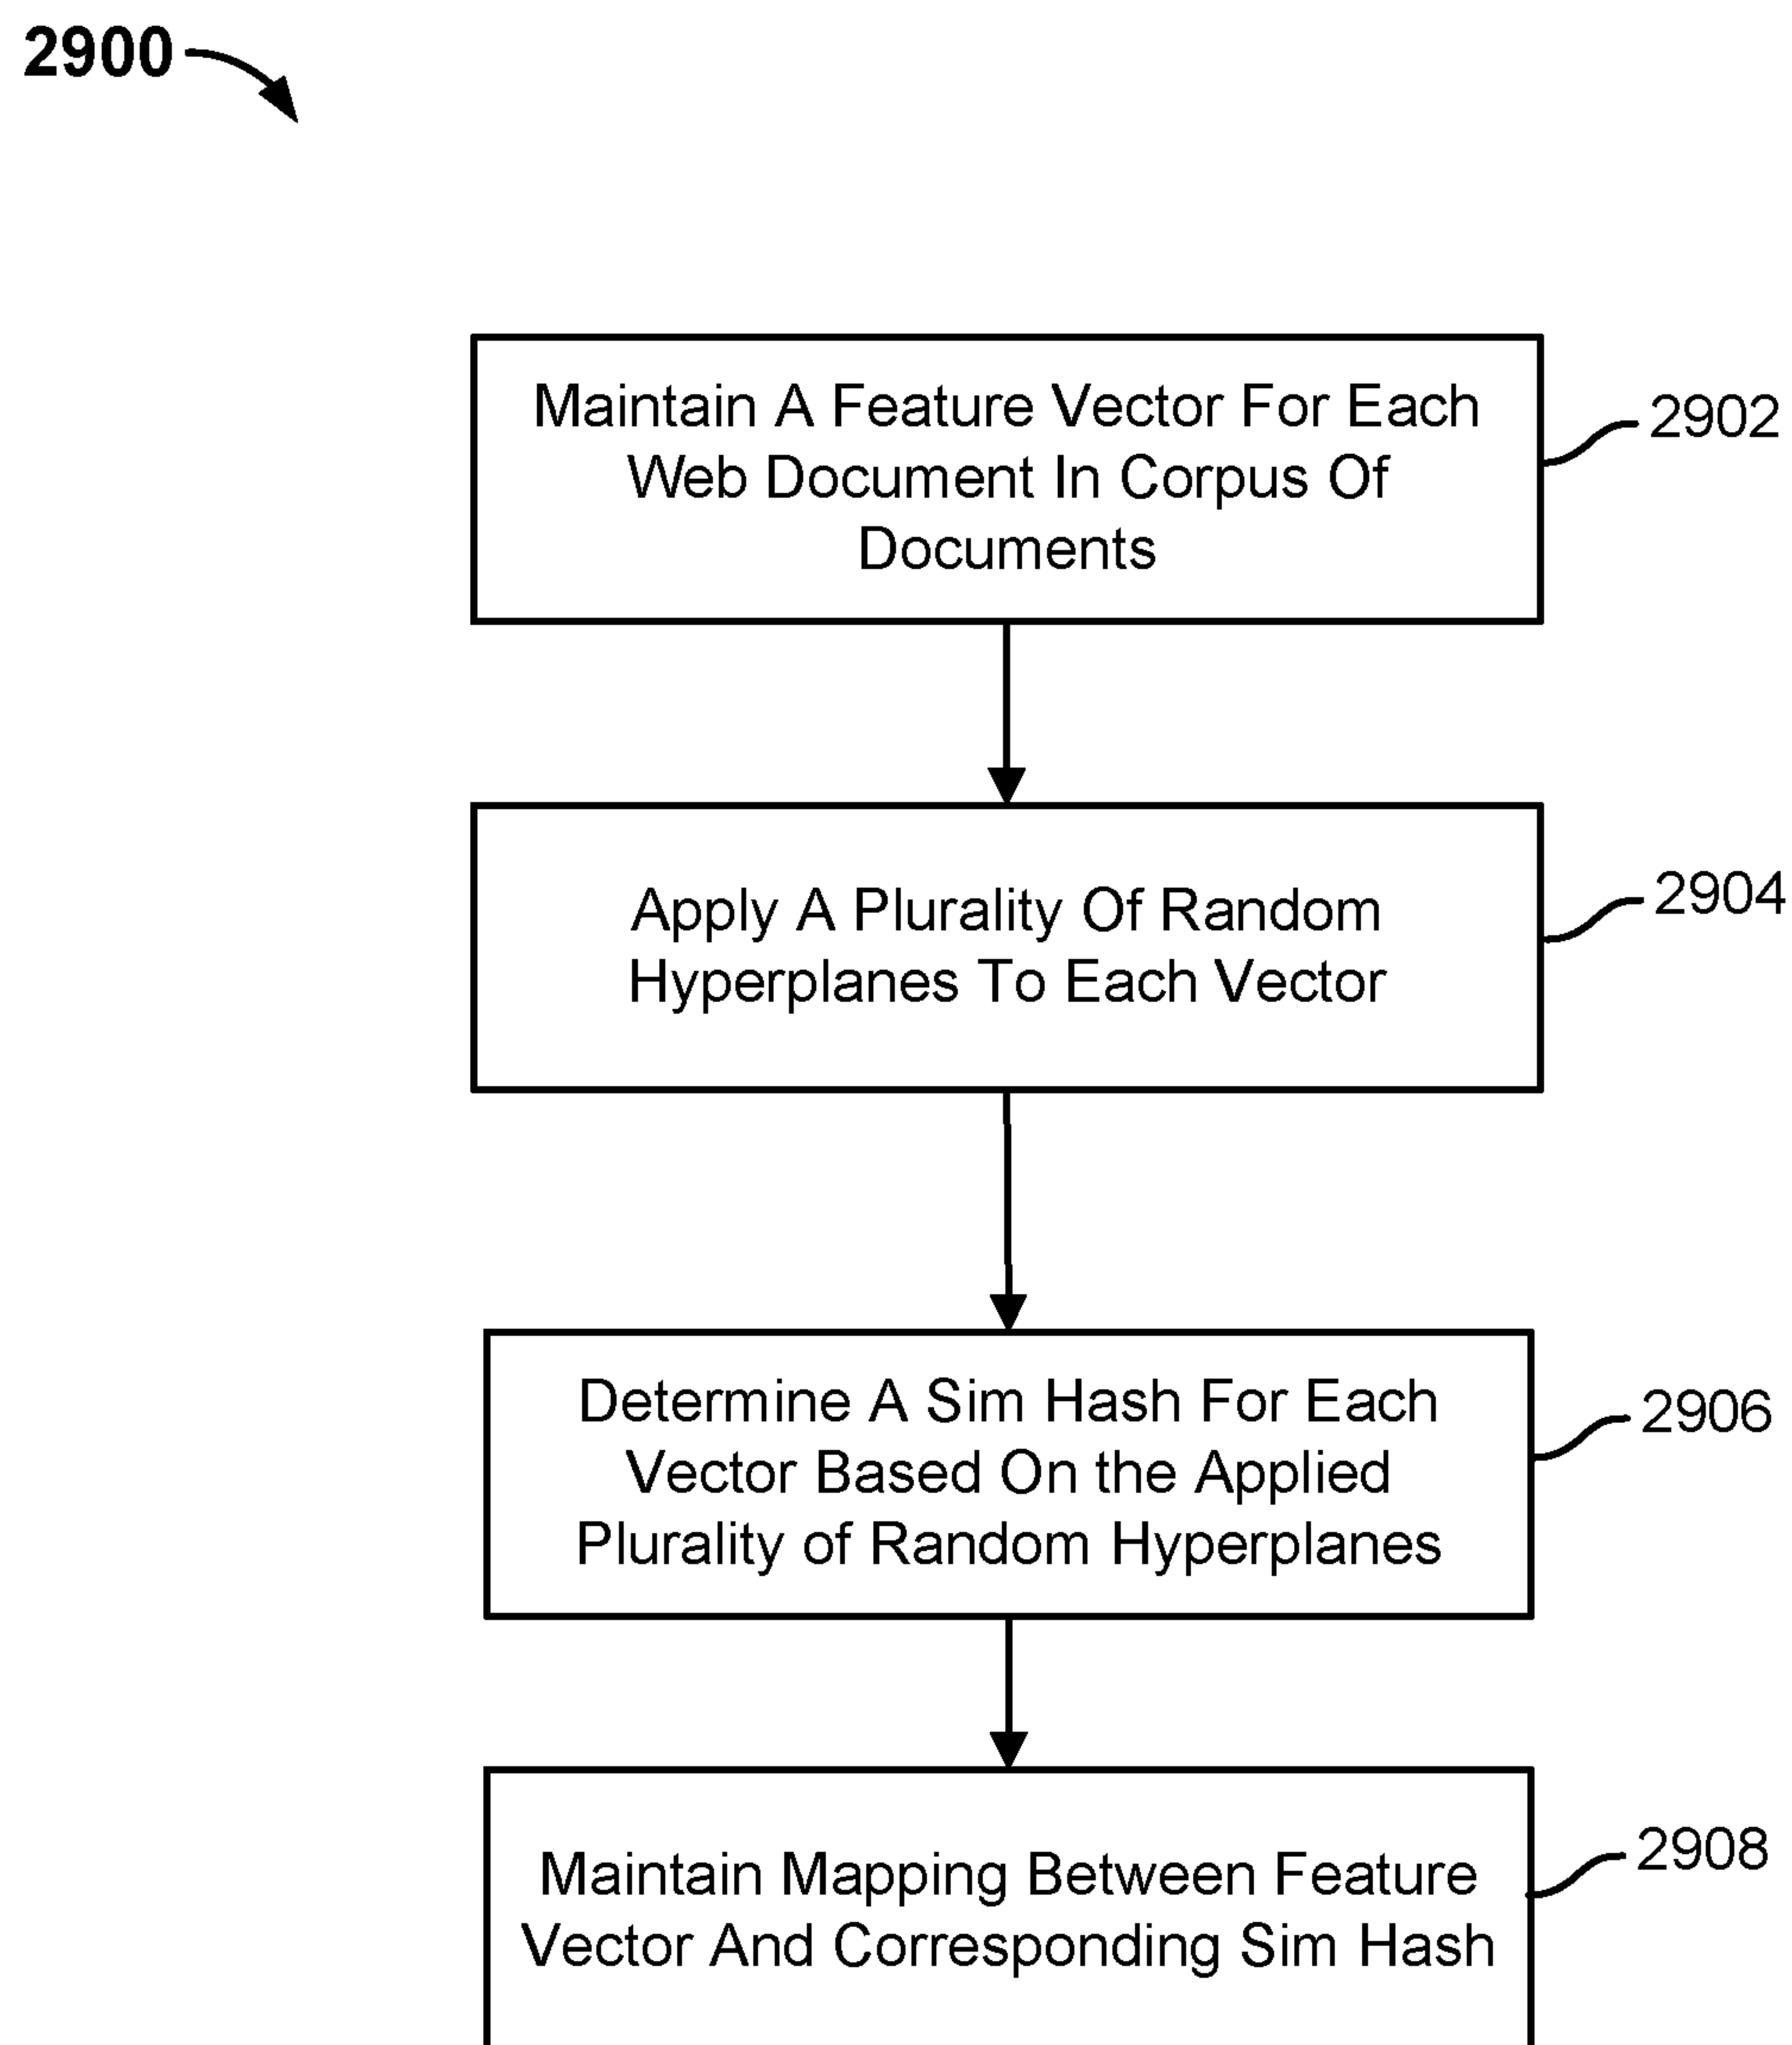 2900
Maintain A Feature Vector For Each
Web Document In Corpus Of
Documents
2902
Apply A Plurality Of Random
Hyperplanes To Each Vector
2904
Determine A Sim Hash For Each
Vector Based On the Applied
Plurality of Random Hyperplanes
2906
Maintain Mapping Between Feature
Vector And Corresponding Sim Hash
2908